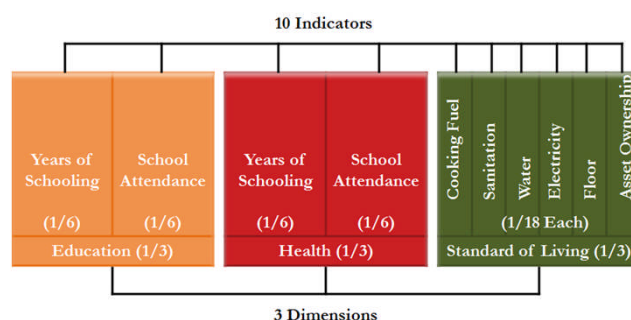 10 Indicators
Years of
Schooling
(1/6)
School
Attendance
(1/6)
Education (1/3)
Years of
Schooling
(1/6)
School
Attendance
(1/6)
Health (1/3)
Cooking Fuel
Sanitation
Water
Electricity
Floor
Asset Ownership
(1/18 Each)
Standard of Living (1/3)
3 Dimensions